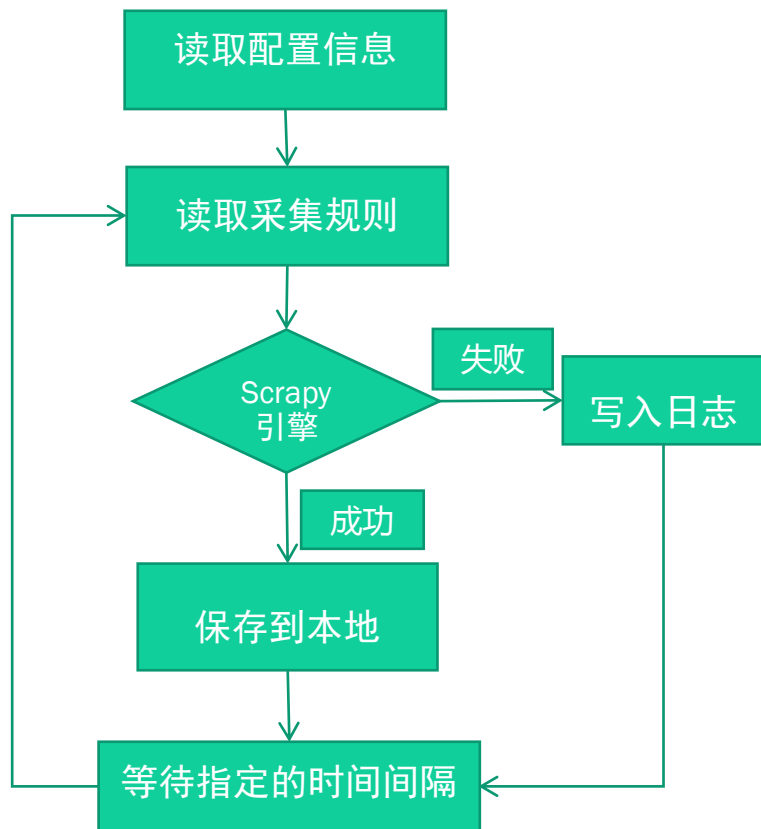 读取配置信息
读取采集规则
失败
Scrapy
引擎
写入日志
成功
保存到本地
等待指定的时间间隔